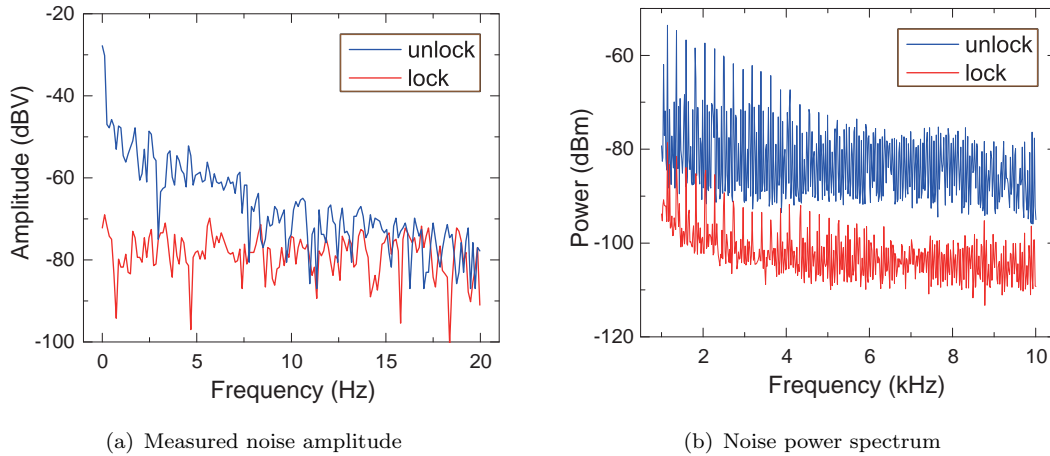 -20
-40
-60
-80
-100
0
5
10
15
20
Amplitude (dBV)
Frequency (Hz)
unlock
lock
(a) Measured noise amplitude
-60
-80
-100
-120
2
4
6
8
10
Power (dBm)
Frequency (kHz)
unlock
lock
(b) Noise power spectrum